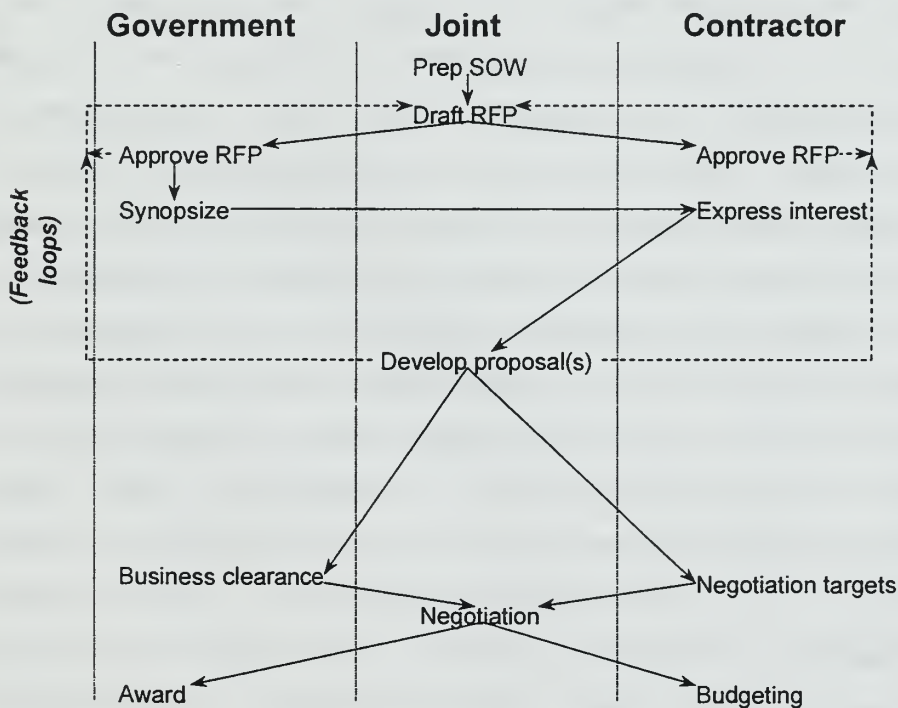 Government Joint Contractor
Prep SOW
Draft RFP
Approve RFP Approve RFP
Synopsize Express interest
(Feedback
loops)
Develop proposal(s)
Business clearance Negotiation targets
Negotiation
Award Budgeting